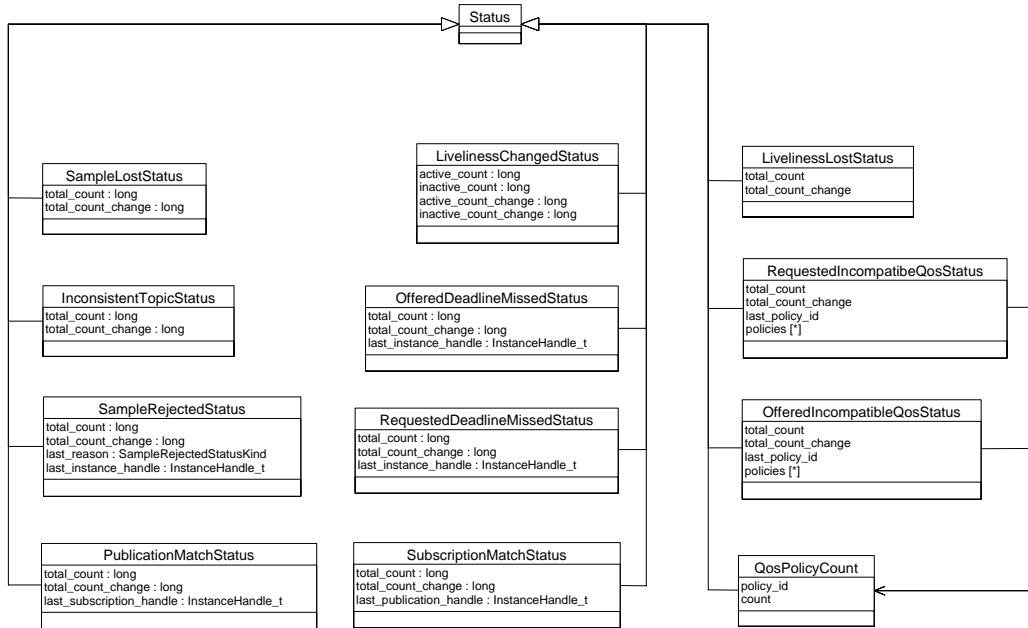 Status
SampleLostStatus
total_count : long
total_count_change : long
InconsistentTopicStatus
total_count : long
total_count_change : long
SampleRejectedStatus
total_count : long
total_count_change : long
last_reason : SampleRejectedStatusKind
last_instance_handle : InstanceHandle_t
PublicationMatchStatus
total_count : long
total_count_change : long
last_subscription_handle : InstanceHandle_t
LivelinessChangedStatus
active_count : long
inactive_count : long
active_count_change : long
inactive_count_change : long
OfferedDeadlineMissedStatus
total_count : long
total_count_change : long
last_instance_handle : InstanceHandle_t
RequestedDeadlineMissedStatus
total_count : long
total_count_change : long
last_instance_handle : InstanceHandle_t
SubscriptionMatchStatus
total_count : long
total_count_change : long
last_publication_handle : InstanceHandle_t
LivelinessLostStatus
total_count
total_count_change
RequestedIncompatibeQosStatus
total_count
total_count_change
last_policy_id
policies [*]
OfferedIncompatibleQosStatus
total_count
total_count_change
last_policy_id
policies [*]
QosPolicyCount
policy_id
count